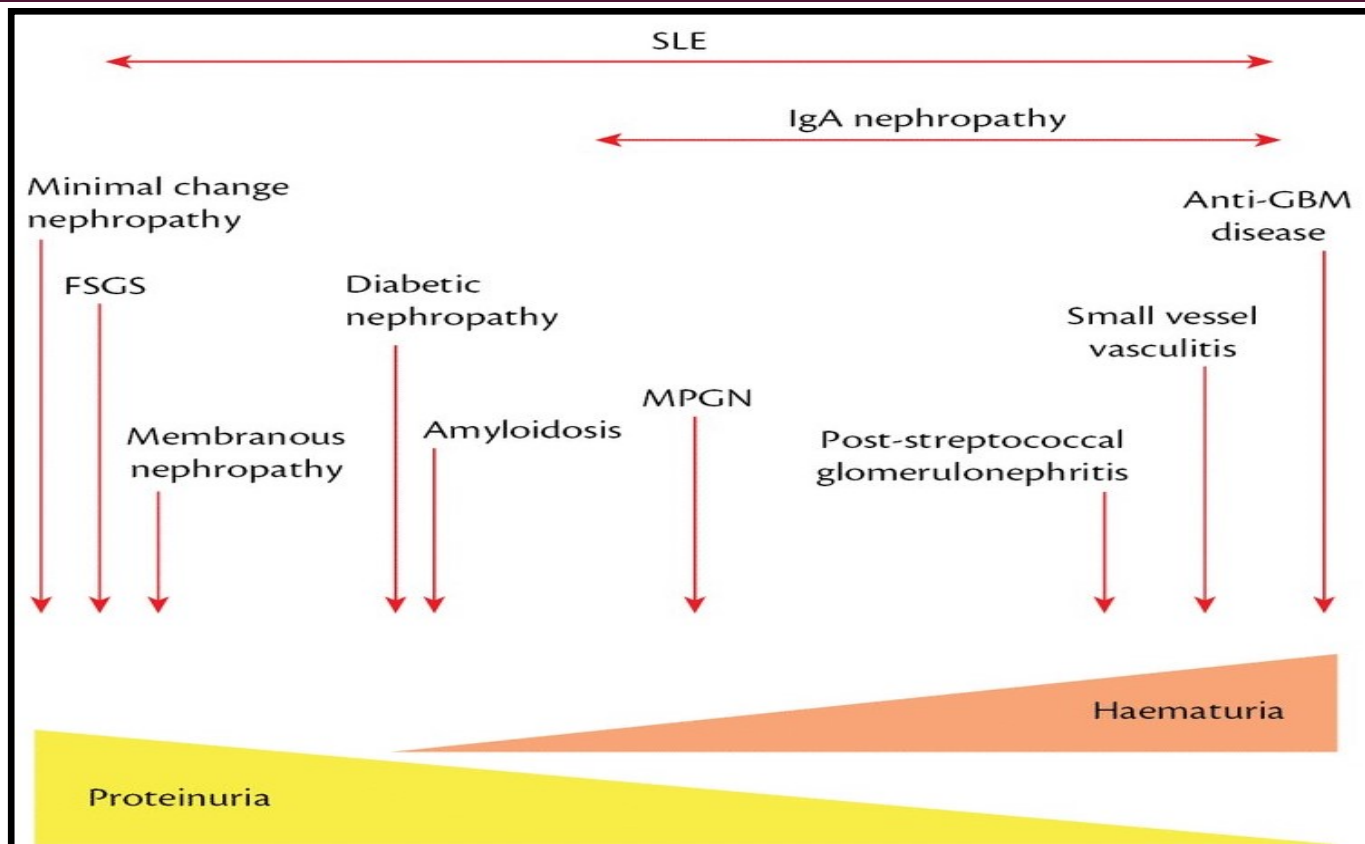 SLE
IgA nephropathy
Minimal change
nephropathy
Anti-GBM
disease
FSGS
Diabetic
nephropathy
Small vessel
vasculitis
MPGN
Membranous
nephropathy
Amyloidosis
Post-streptococcal
glomerulonephritis
Haematuria
Proteinuria